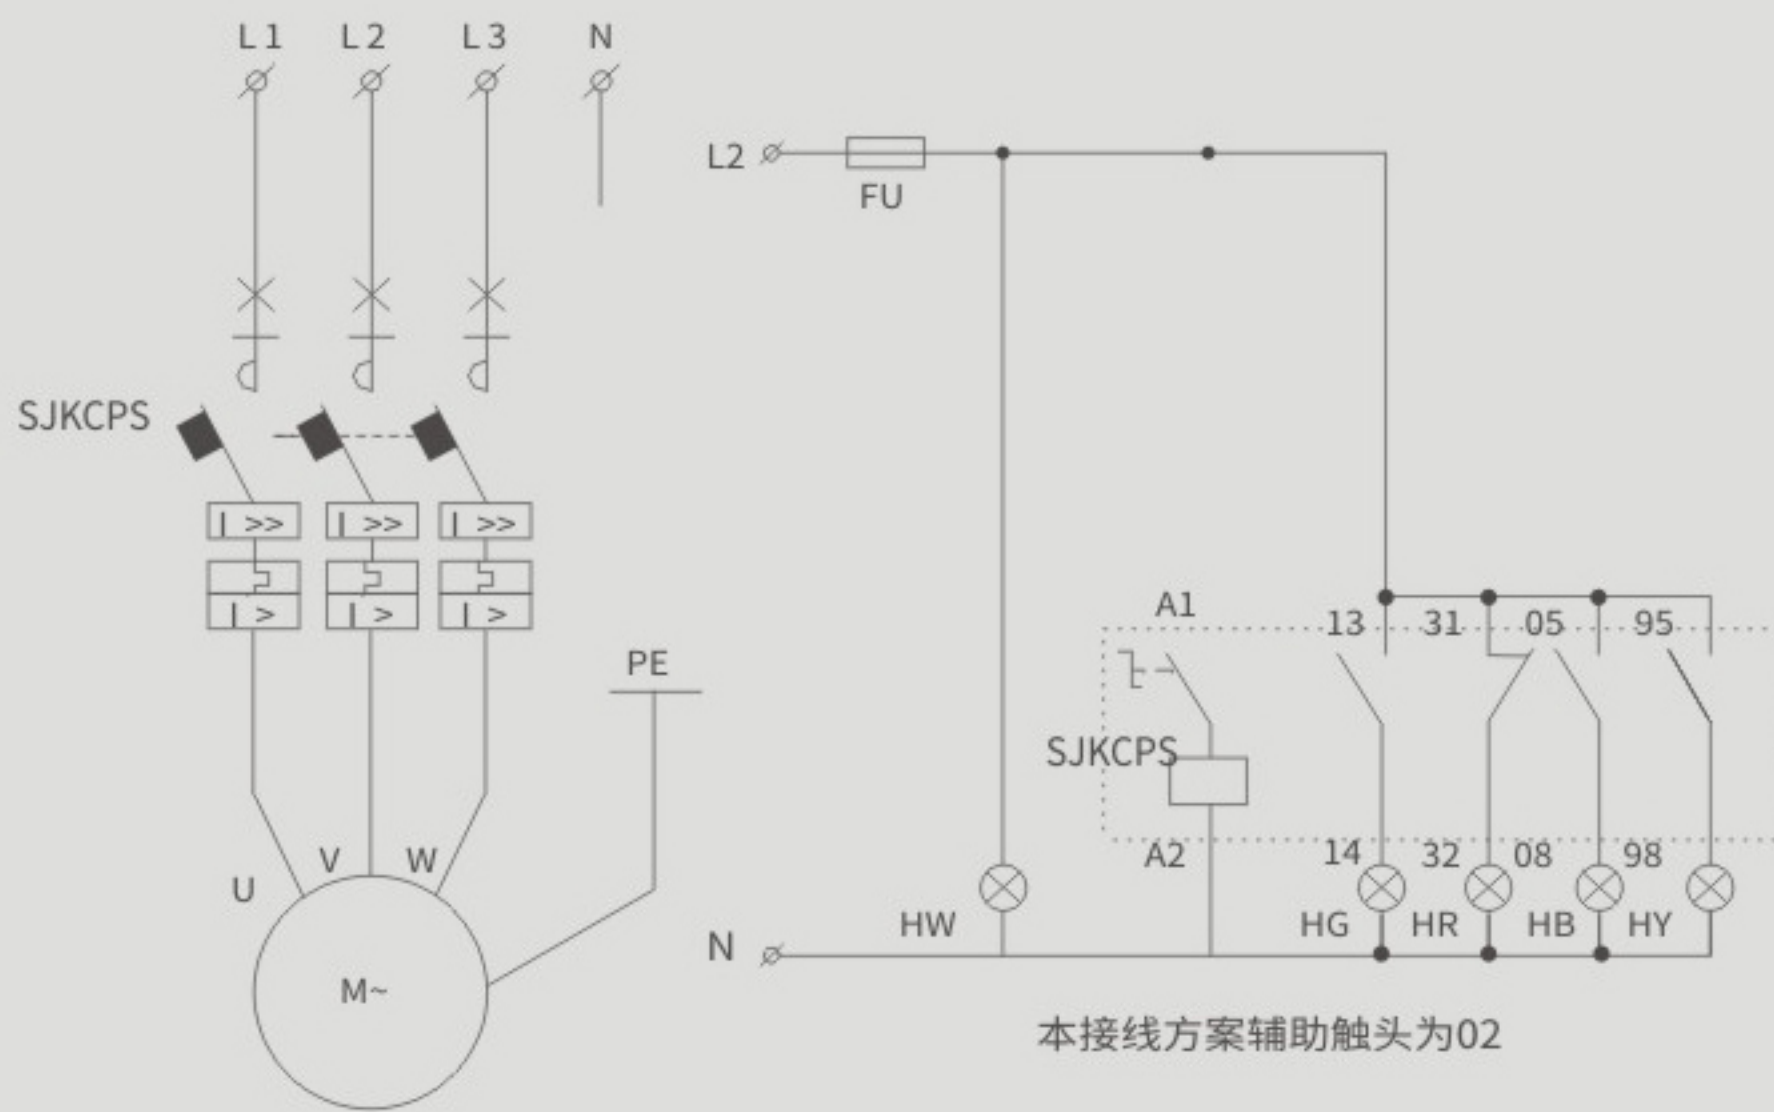 L1 L2 L3 N
L2
FU
SJKCPS
I >> I >> I >>
I > I > I >
A1 13 31 05 95
PE
SJKCPS
A2 14 32 08 98
U V W
HW HG HR HB HY
N
M~
本接线方案辅助触头为02